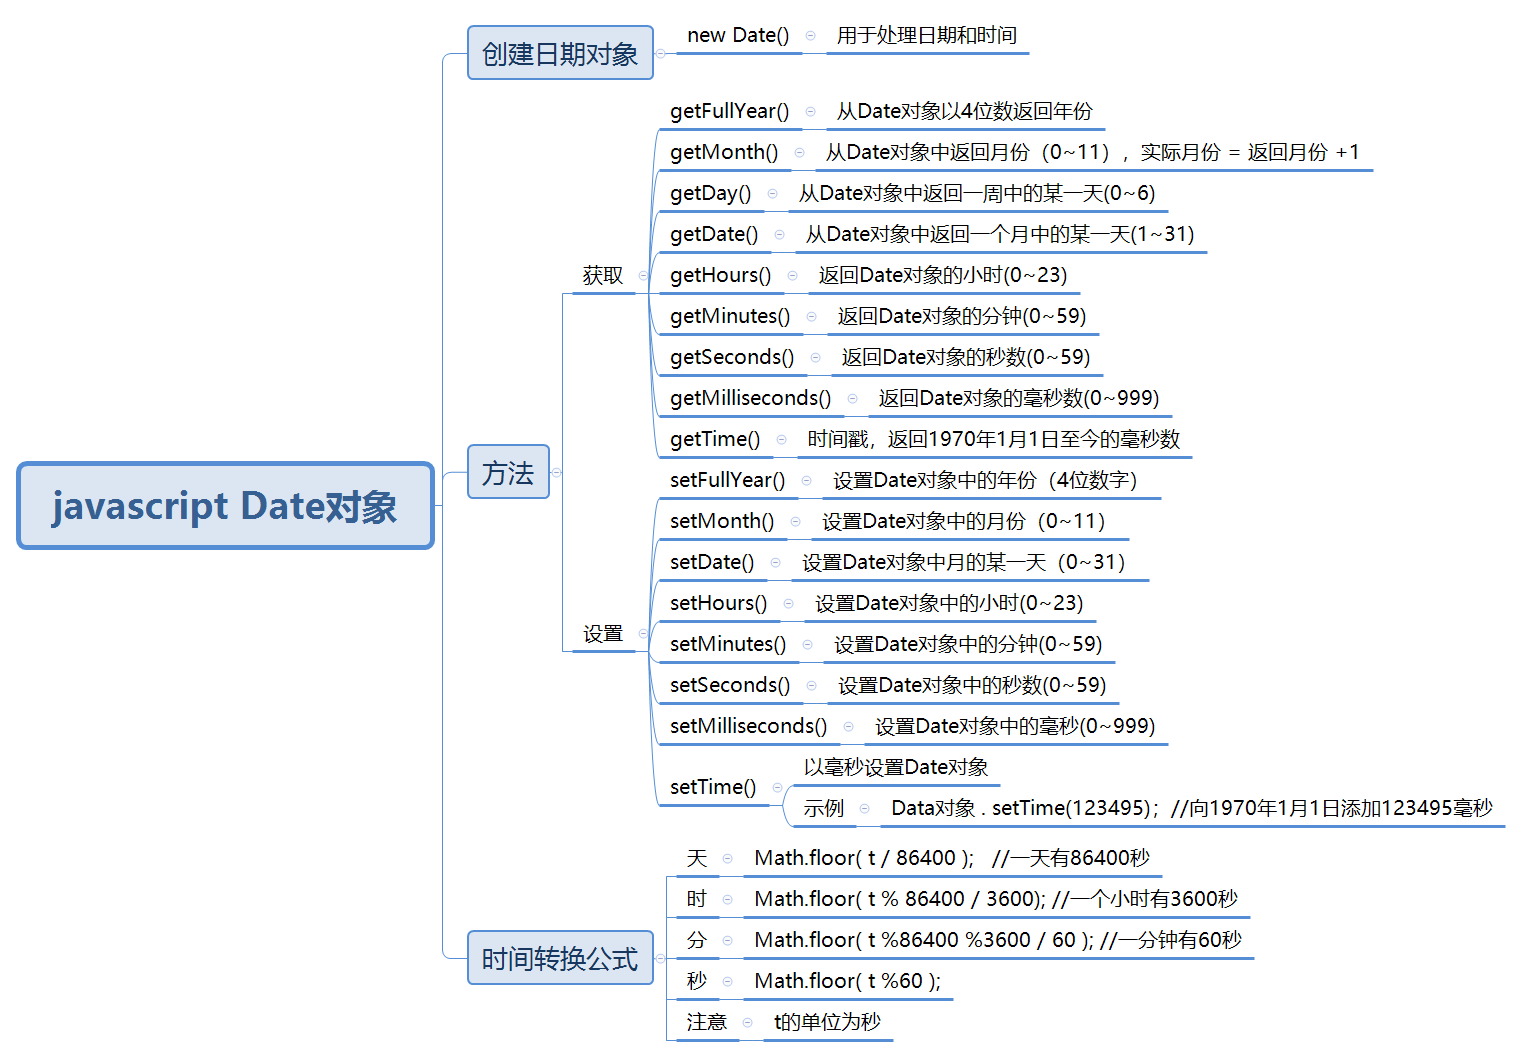 javascript Date对象
创建日期对象
new Date()
用于处理日期和时间
方法
获取
getFullYear()
从Date对象以4位数返回年份
getMonth()
从Date对象中返回月份（0~11），实际月份 = 返回月份 +1
getDay()
从Date对象中返回一周中的某一天(0~6)
getDate()
从Date对象中返回一个月中的某一天(1~31)
getHours()
返回Date对象的小时(0~23)
getMinutes()
返回Date对象的分钟(0~59)
getSeconds()
返回Date对象的秒数(0~59)
getMilliseconds()
返回Date对象的毫秒数(0~999)
getTime()
时间戳，返回1970年1月1日至今的毫秒数
设置
setFullYear()
设置Date对象中的年份（4位数字）
setMonth()
设置Date对象中的月份（0~11）
setDate()
设置Date对象中月的某一天（0~31）
setHours()
设置Date对象中的小时(0~23)
setMinutes()
设置Date对象中的分钟(0~59)
setSeconds()
设置Date对象中的秒数(0~59)
setMilliseconds()
设置Date对象中的毫秒(0~999)
setTime()
以毫秒设置Date对象
示例
Data对象 . setTime(123495)；//向1970年1月1日添加123495毫秒
时间转换公式
天
Math.floor( t / 86400 ); //一天有86400秒
时
Math.floor( t % 86400 / 3600); //一个小时有3600秒
分
Math.floor( t %86400 %3600 / 60 ); //一分钟有60秒
秒
Math.floor( t %60 );
注意
t的单位为秒